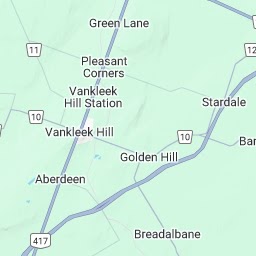 Green Lane
11
12
Pleasant
Corners
Vankleek
Hill Station
Stardale
10
Vankleek Hill
10
Golden Hill
Aberdeen
Breadalbane
417